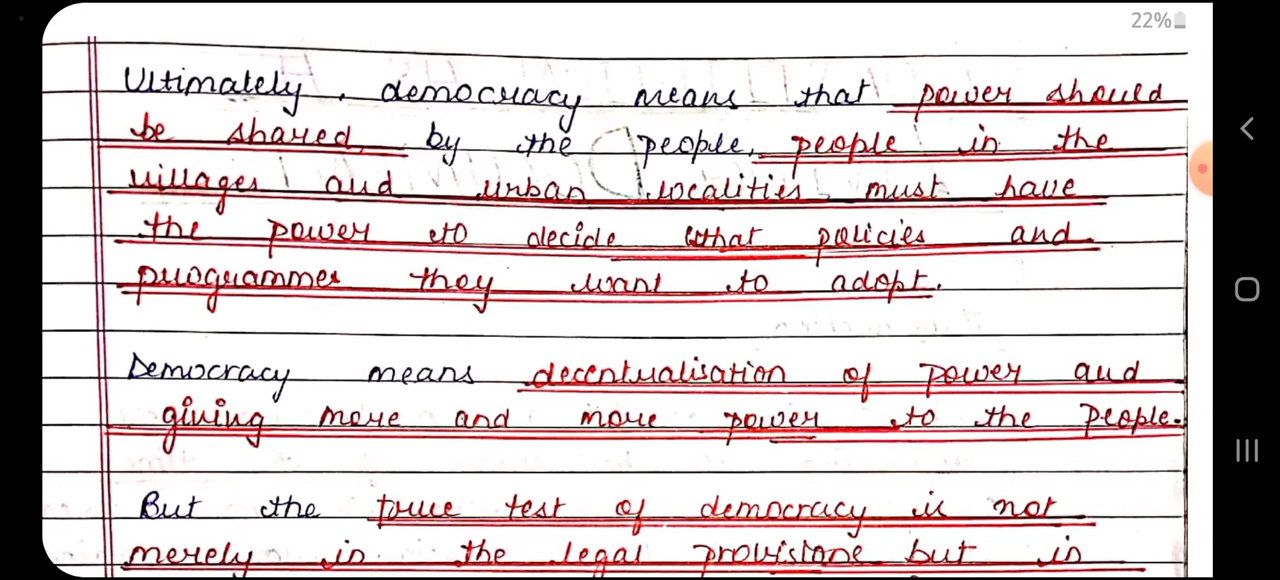 22%
Ultimately, democracy means that power should
be shared by the people, people in the
villages and urban localities must have
the power to decide what policies and
programmes they want to adopt.
Democracy means decentralisation of power and
giving more and more power to the people.
But the true test of democracy is not
merely in the legal provisions but in